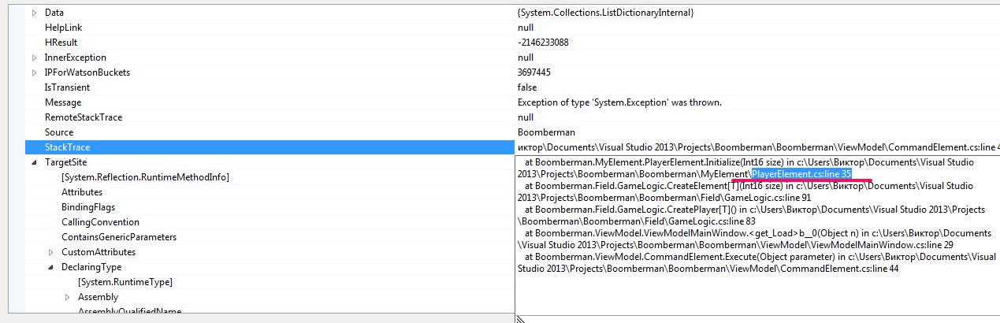 Data {System.Collections.ListDictionaryInternal}
HelpLink null
HResult -2146233088
InnerException null
IPForWatsonBuckets 3697445
IsTransient false
Message Exception of type 'System.Exception' was thrown.
RemoteStackTrace null
Source Boomberman
StackTrace иктор\Documents\Visual Studio 2013\Projects\Boomberman\Boomberman\ViewModel\CommandElement.cs:line 4
TargetSite
[System.Reflection.RuntimeMethodInfo]
Attributes
BindingFlags
CallingConvention
ContainsGenericParameters
CustomAttributes
DeclaringType
[System.RuntimeType]
Assembly
AssemblyQualifiedName
at Boomberman.MyElement.PlayerElement.Initialize(Int16 size) in c:\Users\Виктор\Documents\Visual Studio
2013\Projects\Boomberman\Boomberman\MyElement\PlayerElement.cs:line 35
at Boomberman.Field.GameLogic.CreateElement[T](Int16 size) in c:\Users\Виктор\Documents\Visual Studio
2013\Projects\Boomberman\Boomberman\Field\GameLogic.cs:line 91
at Boomberman.Field.GameLogic.CreatePlayer[T]() in c:\Users\Виктор\Documents\Visual Studio 2013\Projects
\Boomberman\Boomberman\Field\GameLogic.cs:line 83
at Boomberman.ViewModel.ViewModelMainWindow.<get_Load>b__0(Object n) in c:\Users\Виктор\Documents
\Visual Studio 2013\Projects\Boomberman\Boomberman\ViewModel\ViewModelMainWindow.cs:line 29
at Boomberman.ViewModel.CommandElement.Execute(Object parameter) in c:\Users\Виктор\Documents\Visual
Studio 2013\Projects\Boomberman\Boomberman\ViewModel\CommandElement.cs:line 44